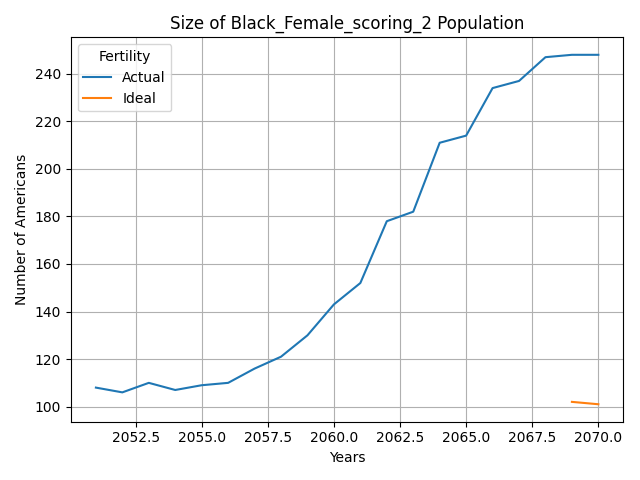 Size of Black_Female_scoring_2 Population
Fertility
Actual
Ideal
Number of Americans
240
220
200
180
160
140
120
100
2052.5 2055.0 2057.5 2060.0 2062.5 2065.0 2067.5 2070.0
Years